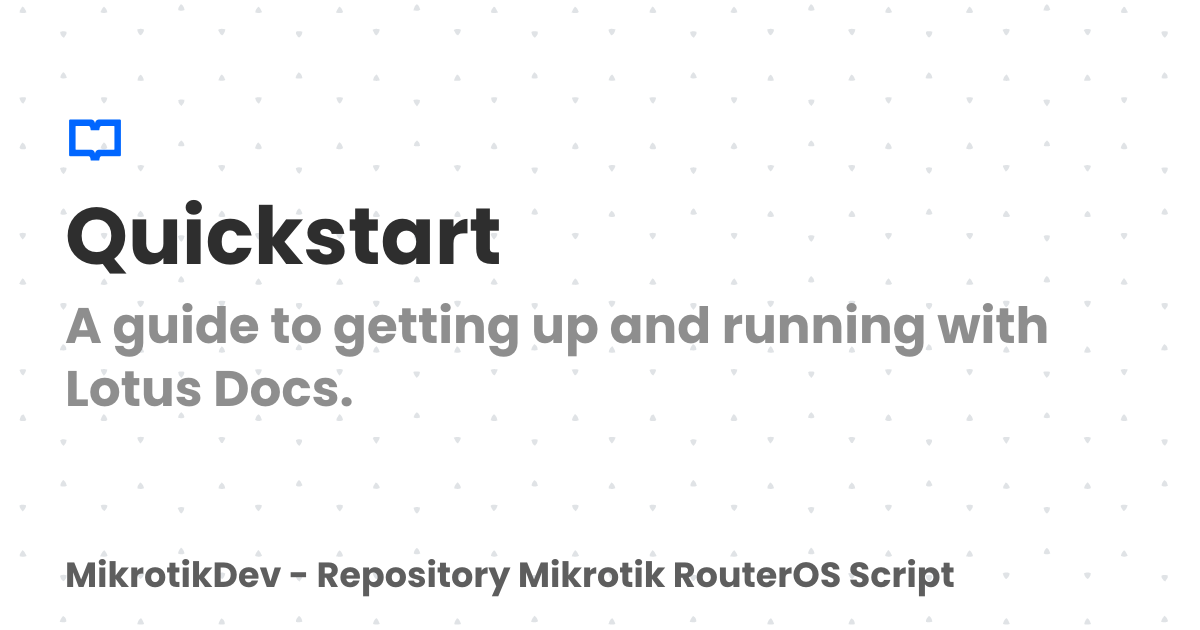 Quickstart
A guide to getting up and running with
Lotus Docs.
MikrotikDev - Repository Mikrotik RouterOS Script